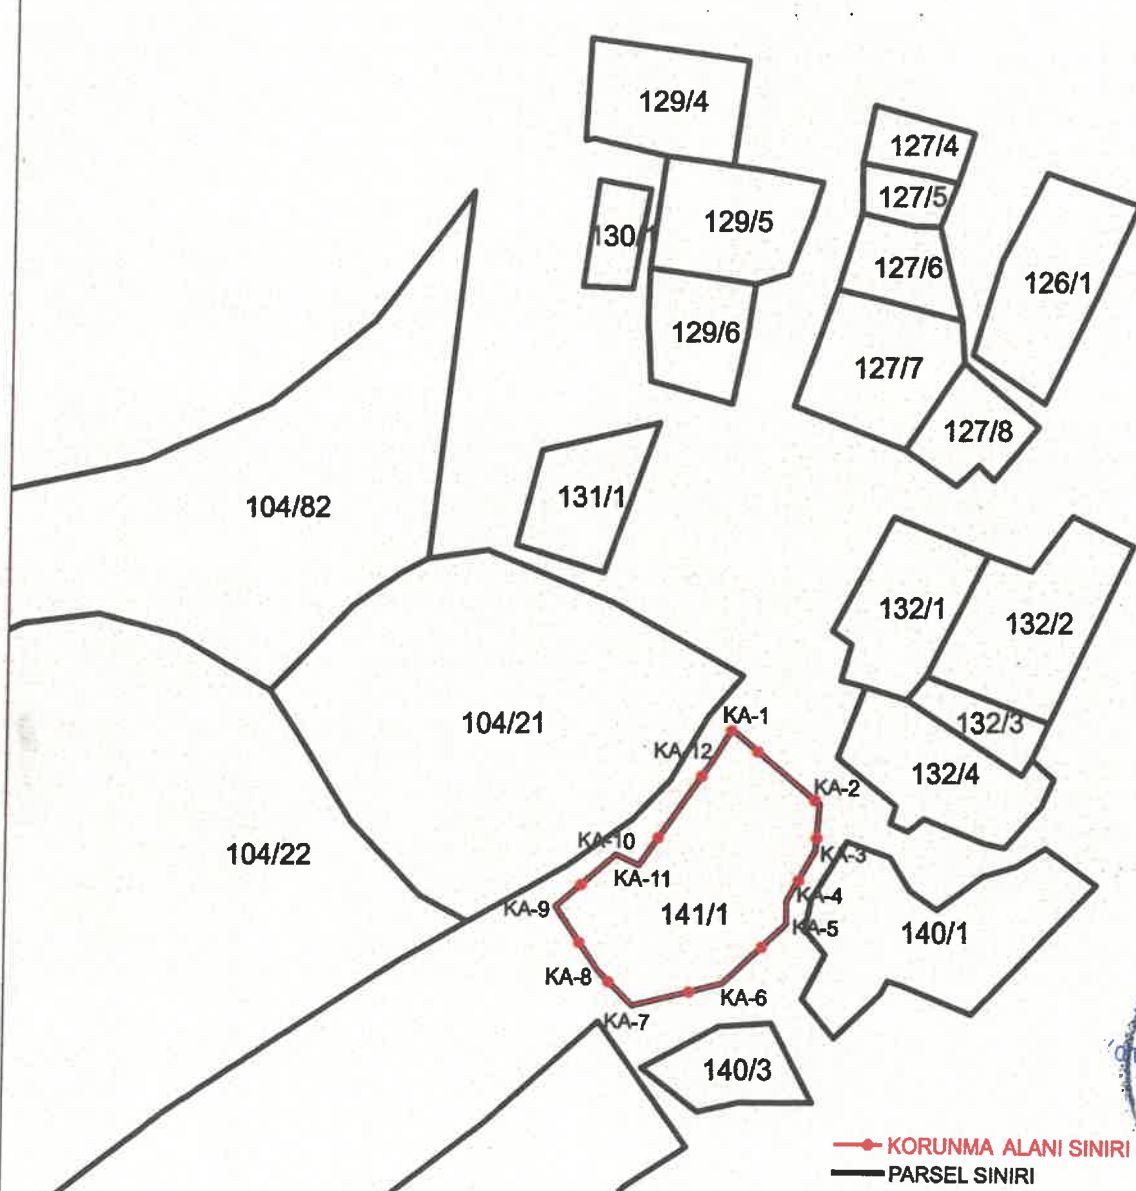 129/4
127/4
127/5
130/1
129/5
127/6
126/1
129/6
127/7
127/8
131/1
104/82
132/1
132/2
104/21
KA-1
132/3
KA-12
132/4
KA-2
KA-10
KA-3
104/22
KA-11
KA-4
KA-9
141/1
KA-5
140/1
KA-8
KA-6
KA-7
140/3
KORUNMA ALANI SINIRI
PARSEL SINIRI